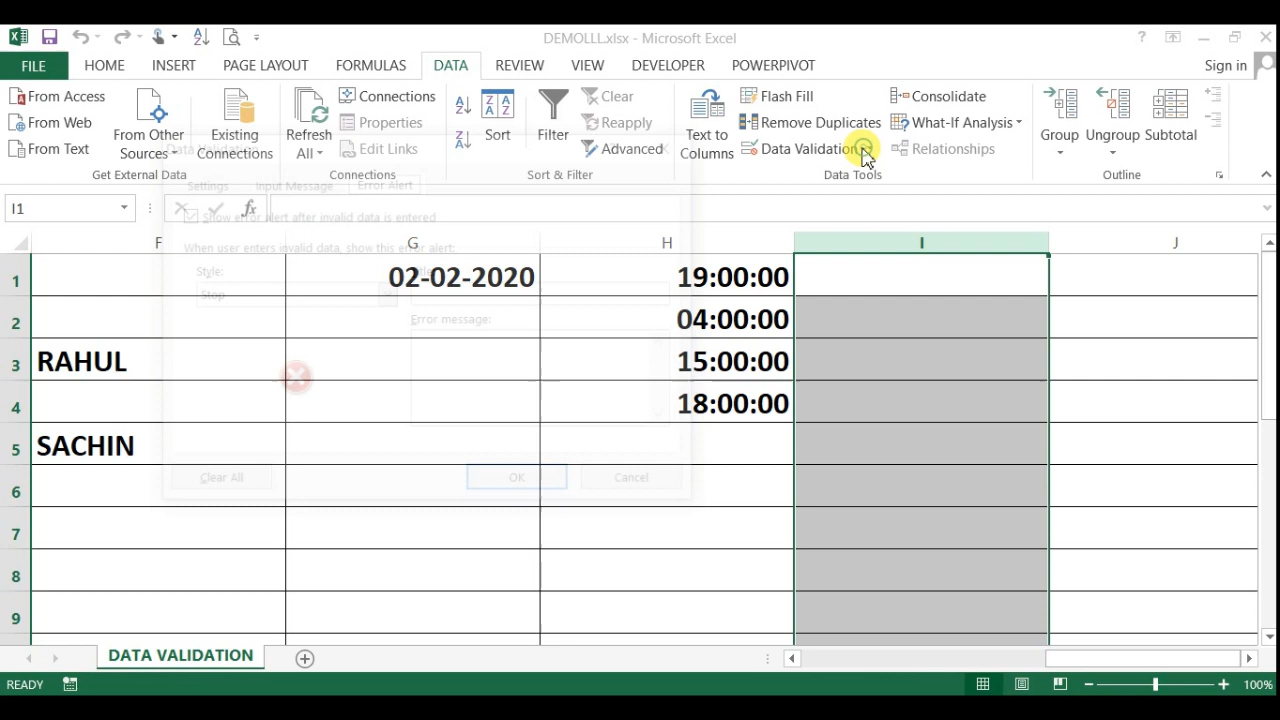 DEMOLLL.xlsx - Microsoft Excel
FILE HOME INSERT PAGE LAYOUT FORMULAS DATA REVIEW VIEW DEVELOPER POWERPIVOT Sign in
From Access
From Web
From Text
From Other
Sources
Existing
Connections
Get External Data
Refresh
All
Connections
Properties
Edit Links
Connections
Sort
Filter
Clear
Reapply
Advanced
Sort & Filter
Text to
Columns
Flash Fill
Remove Duplicates
Data Validation
Consolidate
What-If Analysis
Relationships
Data Tools
Group
Ungroup
Subtotal
Outline
I1
fx
Data Validation
Settings Input Message Error Alert
Show error alert after invalid data is entered
When user enters invalid data, show this error alert:
Style:
Stop
Title:
Error message:
Clear All OK Cancel
F G H I J
1 02-02-2020 19:00:00
2 04:00:00
3 RAHUL 15:00:00
4 18:00:00
5 SACHIN
6
7
8
9
DATA VALIDATION
READY 100%